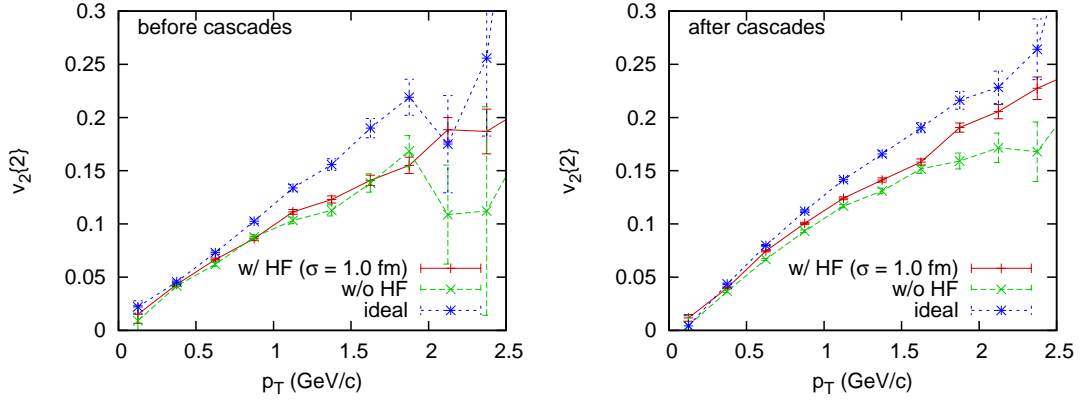 before cascades
v2{2}
0.3
0.25
0.2
0.15
0.1
0.05
0
w/ HF (σ = 1.0 fm)
w/o HF
ideal
0 0.5 1 1.5 2 2.5
pT (GeV/c)
after cascades
v2{2}
0.3
0.25
0.2
0.15
0.1
0.05
0
w/ HF (σ = 1.0 fm)
w/o HF
ideal
0 0.5 1 1.5 2 2.5
pT (GeV/c)